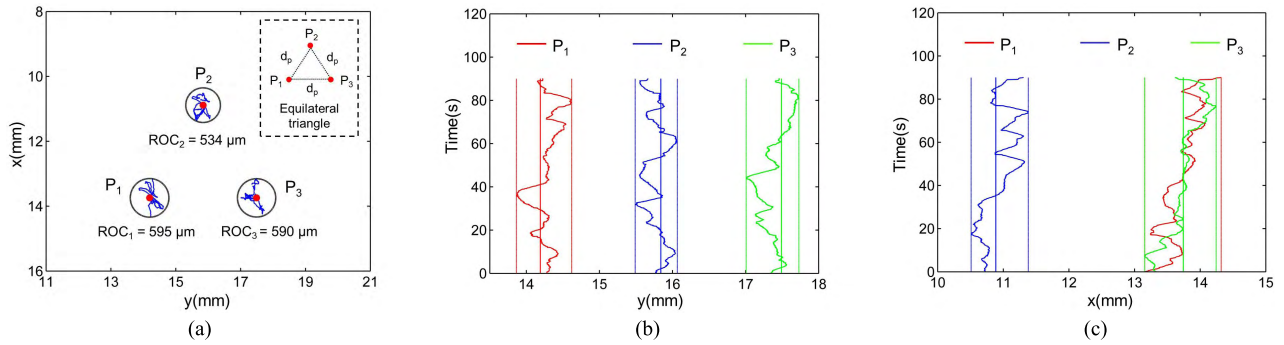 (a)
8
10
12
14
16
x(mm)
11
13
15
17
19
21
y(mm)
P2
ROC2 = 534 µm
P1
ROC1 = 595 µm
P3
ROC3 = 590 µm
P2
dp
dp
P1
P3
dp
Equilateral
triangle
120
100
80
60
40
20
0
Time(s)
P1
P2
P3
14
15
16
17
18
y(mm)
(b)
120
100
80
60
40
20
0
Time(s)
P1
P2
P3
10
11
12
13
14
15
x(mm)
(c)
(a)